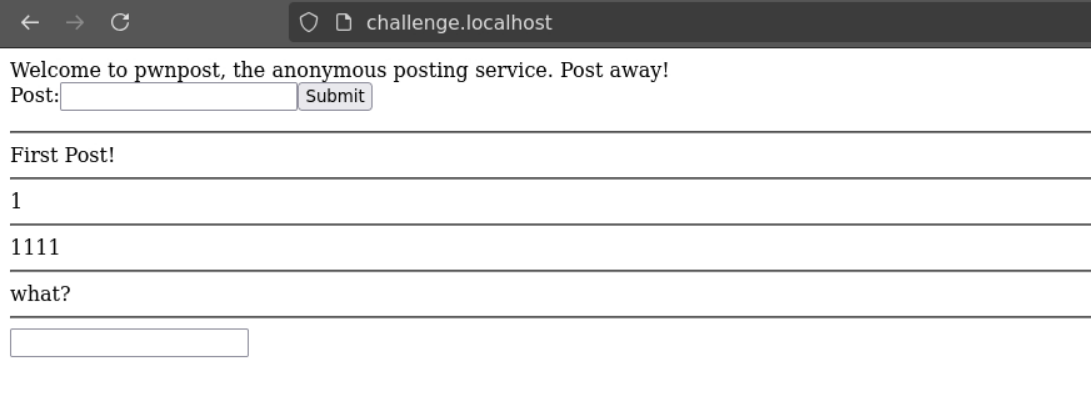 challenge.localhost
Welcome to pwnpost, the anonymous posting service. Post away!
Post: Submit
First Post!
1
1111
what?